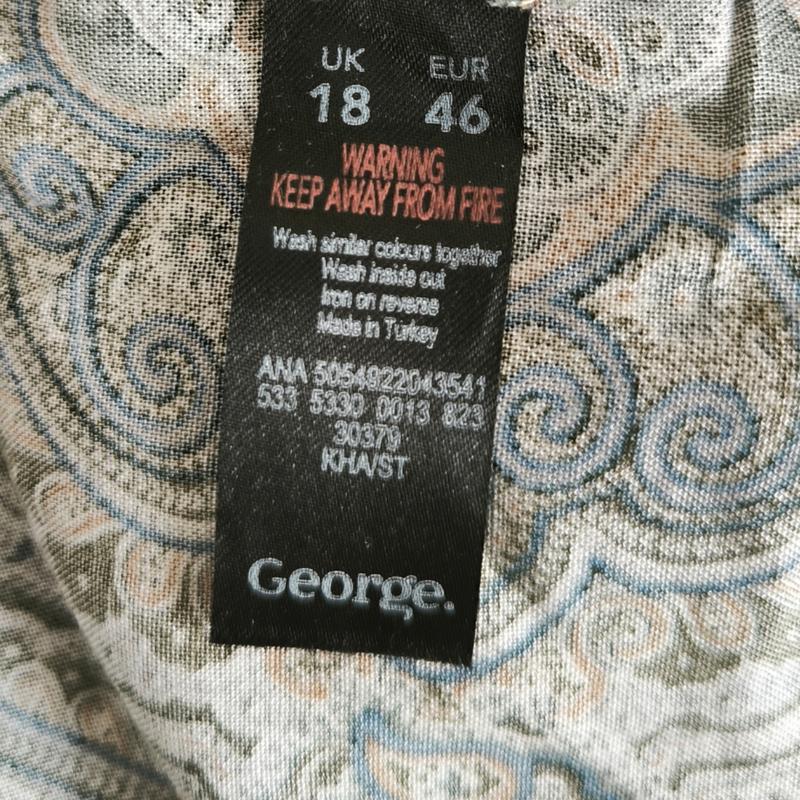 UK EUR
18 46
WARNING
KEEP AWAY FROM FIRE
Wash similar colours together
Wash inside out
Iron on reverse
Made in Turkey
ANA 5054922043541
533 5330 0013 823
30379
KHA/ST
George.